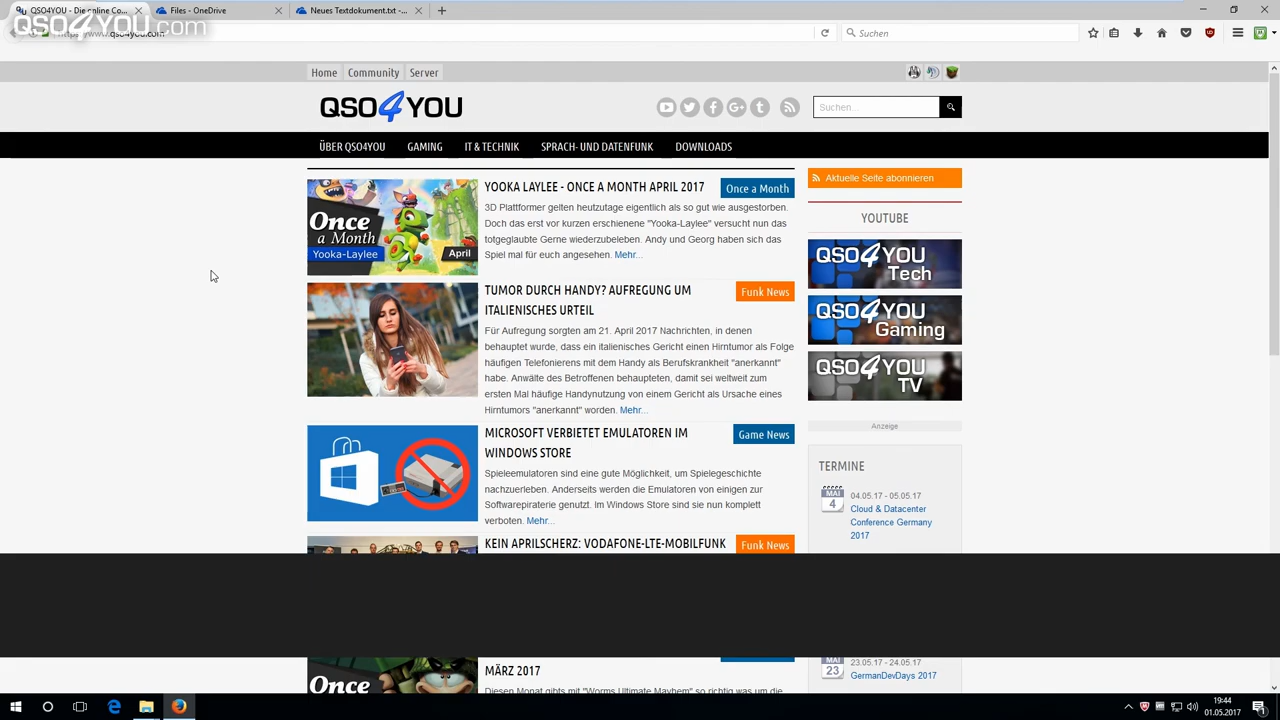 QSO4YOU - Die online Co...
Files - OneDrive
Neues Textdokument.txt - ...
QSO4YOU.com
www.qso4you.com
Suchen
Home
Community
Server
QSO4YOU
Suchen...
ÜBER QSO4YOU
GAMING
IT & TECHNIK
SPRACH- UND DATENFUNK
DOWNLOADS
Once
a Month
Yooka-Laylee
April
YOOKA LAYLEE - ONCE A MONTH APRIL 2017
Once a Month
3D Plattformer gelten heutzutage eigentlich als so gut wie ausgestorben.
Doch das erst vor kurzen erschienene "Yooka-Laylee" versucht nun das
totgeglaubte Gerne wiederzubeleben. Andy und Georg haben sich das
Spiel mal für euch angesehen. Mehr...
TUMOR DURCH HANDY? AUFREGUNG UM
ITALIENISCHES URTEIL
Funk News
Für Aufregung sorgten am 21. April 2017 Nachrichten, in denen
behauptet wurde, dass ein italienisches Gericht einen Hirntumor als Folge
häufigen Telefonierens mit dem Handy als Berufskrankheit "anerkannt"
habe. Anwälte des Betroffenen behaupteten, damit sei weltweit zum
ersten Mal häufige Handynutzung von einem Gericht als Ursache eines
Hirntumors "anerkannt" worden. Mehr...
MICROSOFT VERBIETET EMULATOREN IM
WINDOWS STORE
Game News
Spieleemulatoren sind eine gute Möglichkeit, um Spielegeschichte
nachzuerleben. Anderseits werden die Emulatoren von einigen zur
Softwarepiraterie genutzt. Im Windows Store sind sie nun komplett
verboten. Mehr...
KEIN APRILSCHERZ: VODAFONE-LTE-MOBILFUNK
Funk News
Once
MÄRZ 2017
Diesen Monat gibts mit "Worms Ultimate Mayhem" so richtig was um die
Aktuelle Seite abonnieren
YOUTUBE
QSO4YOU
Tech
QSO4YOU
Gaming
QSO4YOU
TV
Anzeige
TERMINE
MAI
4
04.05.17 - 05.05.17
Cloud & Datacenter
Conference Germany
2017
MAI
23
23.05.17 - 24.05.17
GermanDevDays 2017
19:44
01.05.2017